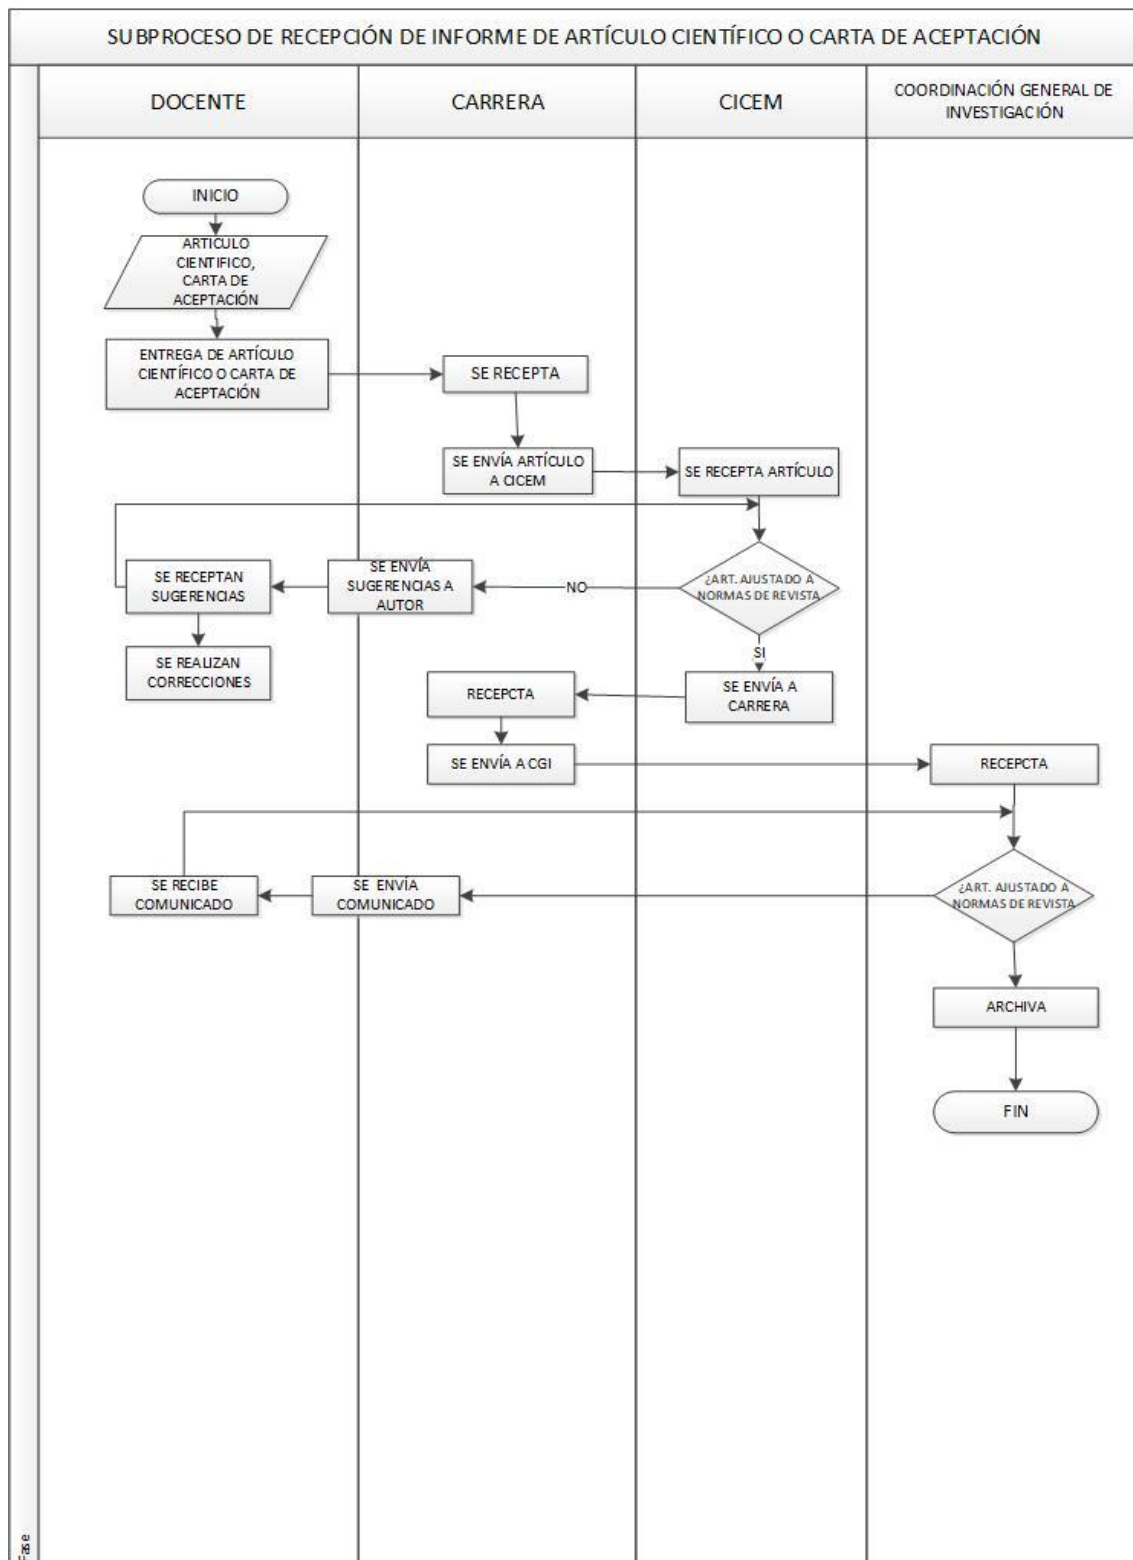 SUBPROCESO DE RECEPCIÓN DE INFORME DE ARTÍCULO CIENTÍFICO O CARTA DE ACEPTACIÓN
DOCENTE
CARRERA
CICEM
COORDINACIÓN GENERAL DE
INVESTIGACIÓN
INICIO
ARTICULO
CIENTIFICO,
CARTA DE
ACEPTACIÓN
ENTREGA DE ARTÍCULO
CIENTÍFICO O CARTA DE
ACEPTACIÓN
SE RECEPTA
SE ENVÍA ARTÍCULO
A CICEM
SE RECEPTA ARTÍCULO
¿ART. AJUSTADO A
NORMAS DE REVISTA
NO
SE ENVÍA
SUGERENCIAS A
AUTOR
SE RECEPTAN
SUGERENCIAS
SE REALIZAN
CORRECCIONES
SI
SE ENVÍA A
CARRERA
RECEPCTA
SE ENVÍA A CGI
RECEPCTA
¿ART. AJUSTADO A
NORMAS DE REVISTA
SE ENVÍA
COMUNICADO
SE RECIBE
COMUNICADO
ARCHIVA
FIN
Fase